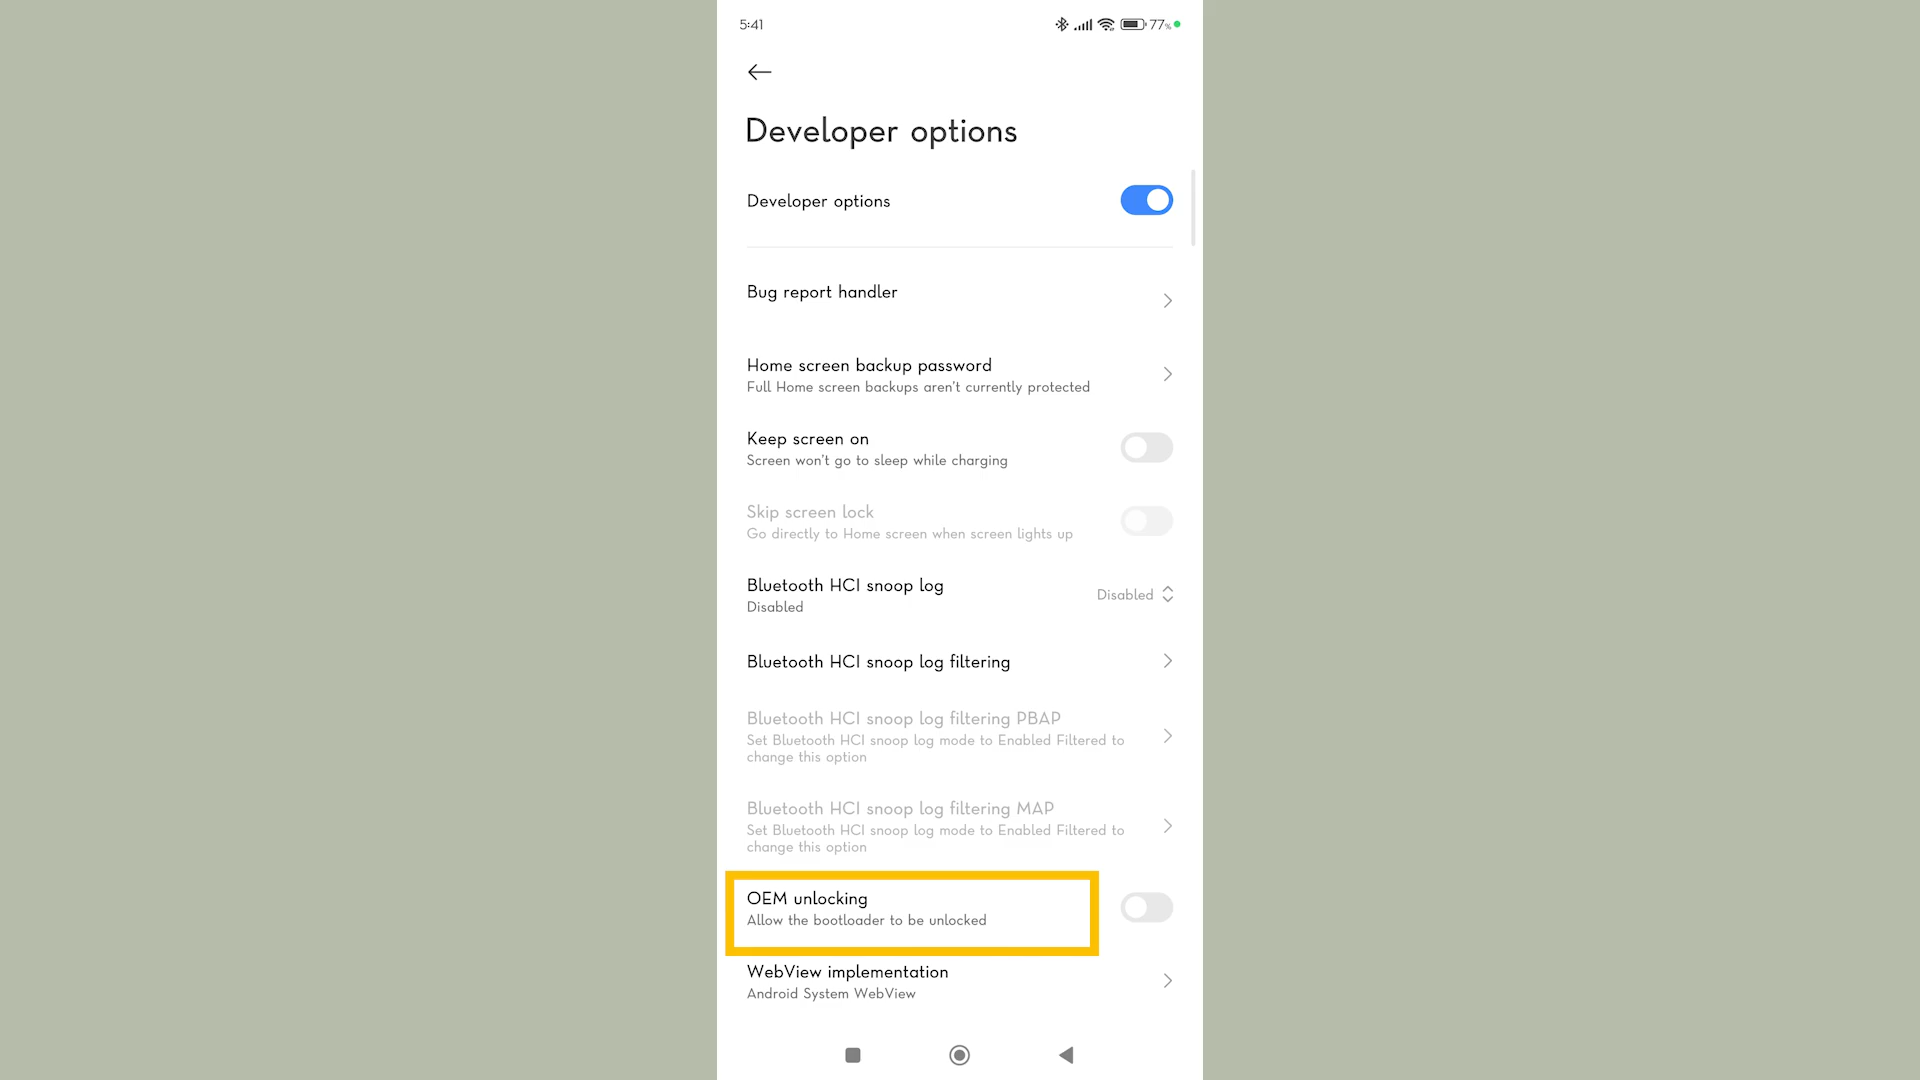 5:41
77%
Developer options
Developer options
Bug report handler
Home screen backup password
Full Home screen backups aren't currently protected
Keep screen on
Screen won't go to sleep while charging
Skip screen lock
Go directly to Home screen when screen lights up
Bluetooth HCI snoop log
Disabled
Disabled
Bluetooth HCI snoop log filtering
Bluetooth HCI snoop log filtering PBAP
Set Bluetooth HCI snoop log mode to Enabled Filtered to
change this option
Bluetooth HCI snoop log filtering MAP
Set Bluetooth HCI snoop log mode to Enabled Filtered to
change this option
OEM unlocking
Allow the bootloader to be unlocked
WebView implementation
Android System WebView